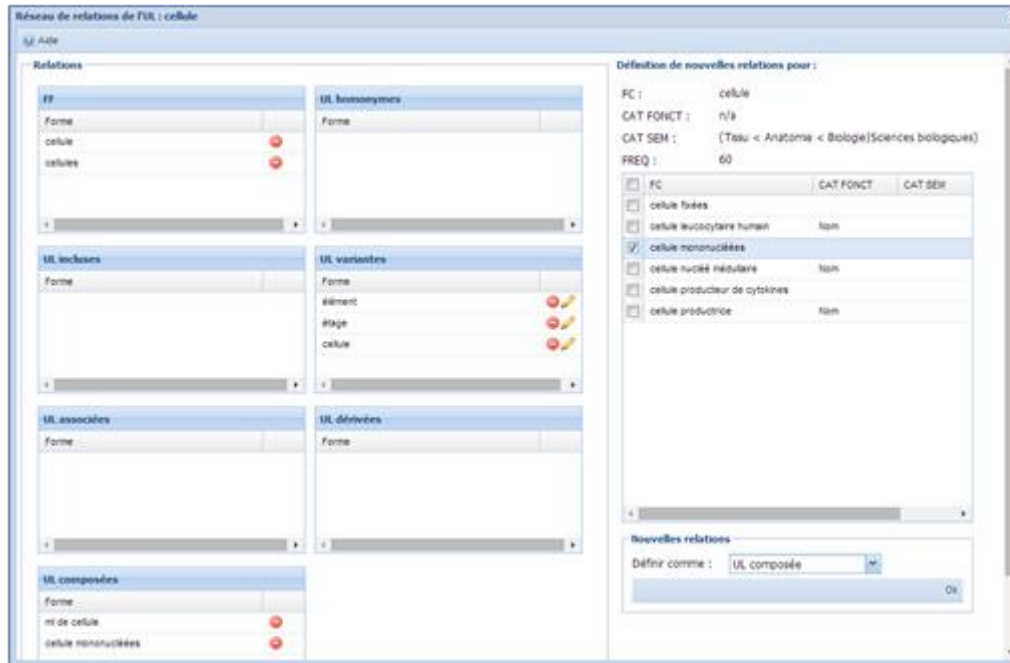 Réseau de relations de l'UL : cellule
Aide
Relations
FF
Forme
cellule
cellules
UL homonymes
Forme
UL incluses
Forme
UL variantes
Forme
élément
étage
cellule
UL associées
Forme
UL dérivées
Forme
UL composées
Forme
ml de cellule
cellule mononucléées
Définition de nouvelles relations pour :
FC : cellule
CAT FONCT : n/a
CAT SEM : (Tissu < Anatomie < Biologie)Sciences biologiques)
FREQ : 60
FC CAT FONCT CAT SEM
cellule fixées
cellule leucocytaire humain Nom
cellule mononucléées
cellule nucléé médullaire Nom
cellule producteur de cytokines
cellule productrice Nom
Nouvelles relations
Définir comme : UL composée
Ok